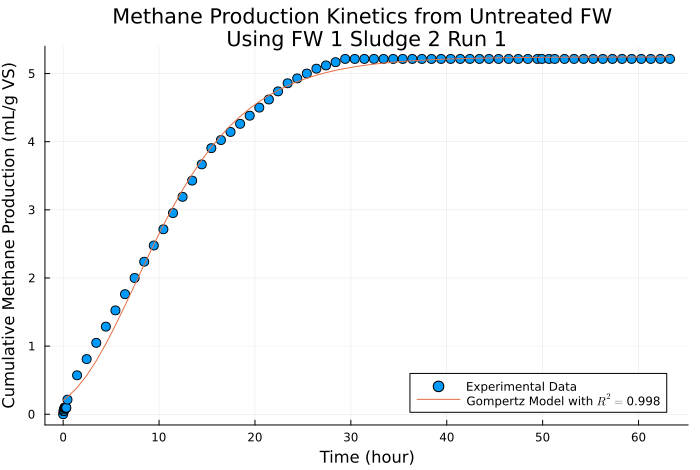 Methane Production Kinetics from Untreated FW
Using FW 1 Sludge 2 Run 1
Cumulative Methane Production (mL/g VS)
5
4
3
2
1
0
Experimental Data
Gompertz Model with R² = 0.998
0 10 20 30 40 50 60
Time (hour)